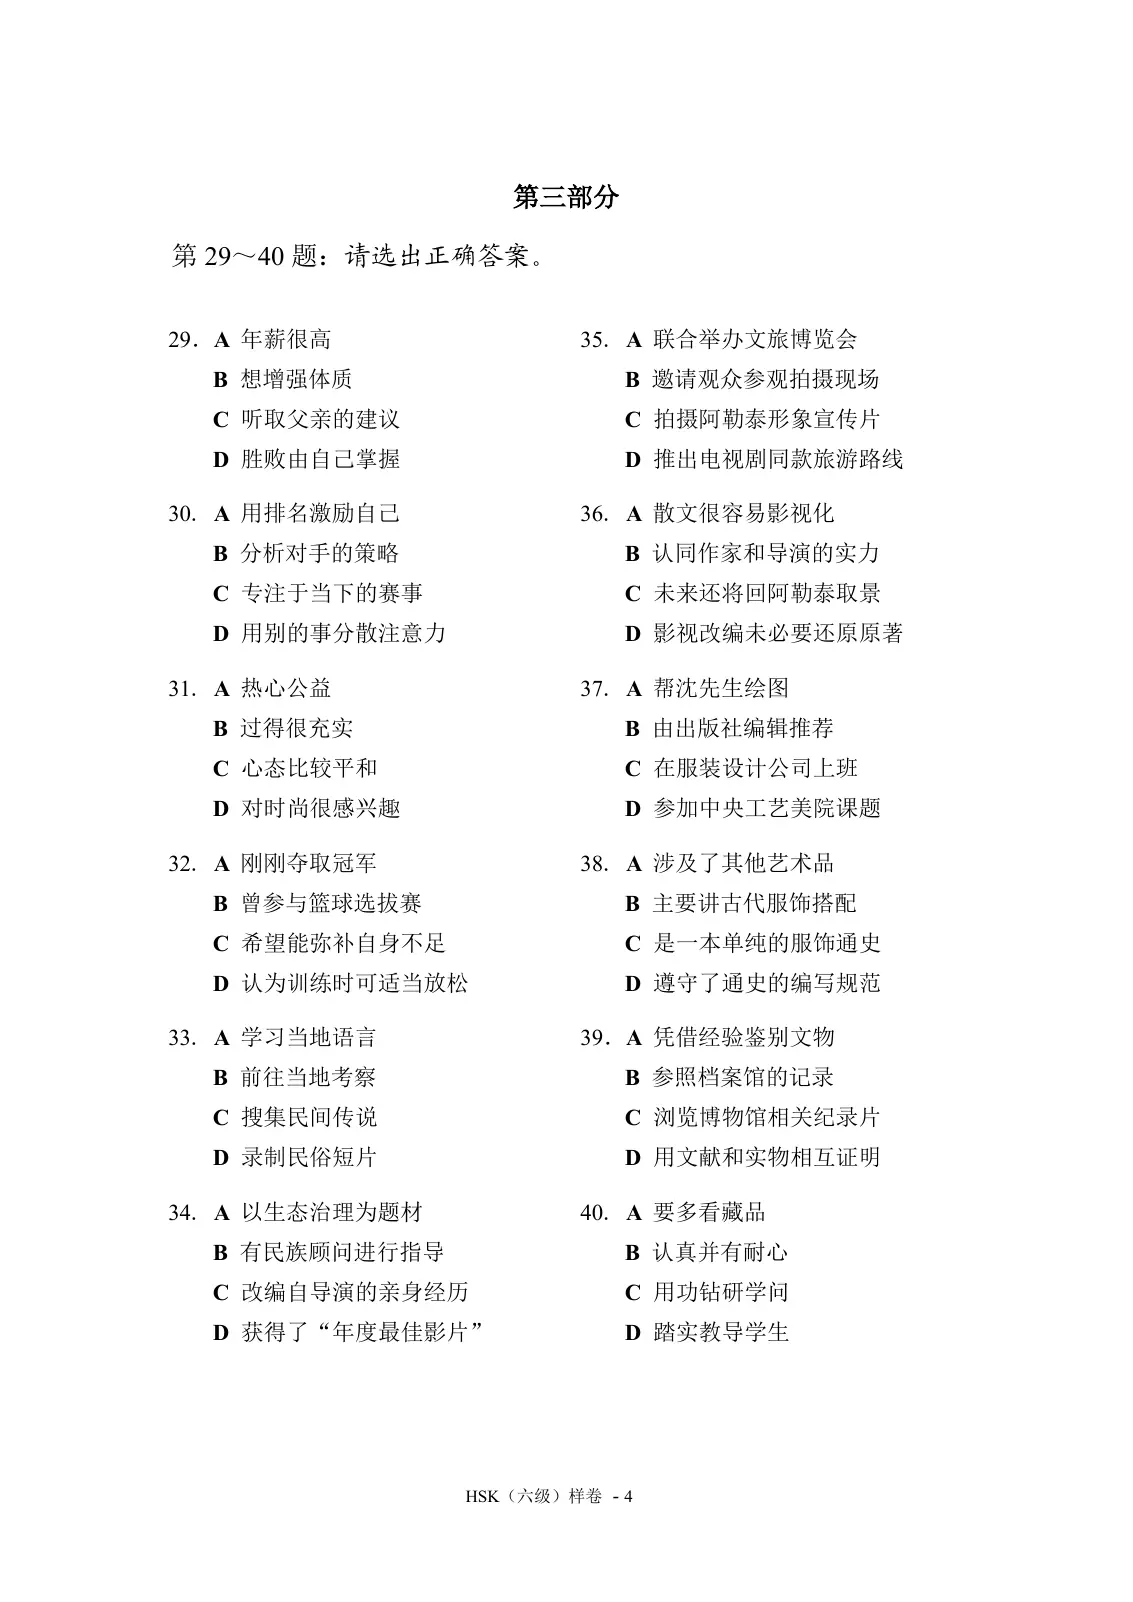 第三部分
第 29～40 题：请选出正确答案。
29． A 年薪很高
B 想增强体质
C 听取父亲的建议
D 胜败由自己掌握
30． A 用排名激励自己
B 分析对手的策略
C 专注于当下的赛事
D 用别的事分散注意力
31． A 热心公益
B 过得很充实
C 心态比较平和
D 对时尚很感兴趣
32． A 刚刚夺取冠军
B 曾参与篮球选拔赛
C 希望能弥补自身不足
D 认为训练时可适当放松
33． A 学习当地语言
B 前往当地考察
C 搜集民间传说
D 录制民俗短片
34． A 以生态治理为题材
B 有民族顾问进行指导
C 改编自导演的亲身经历
D 获得了“年度最佳影片”
35． A 联合举办文旅博览会
B 邀请观众参观拍摄现场
C 拍摄阿勒泰形象宣传片
D 推出电视剧同款旅游路线
36． A 散文很容易影视化
B 认同作家和导演的实力
C 未来还将回阿勒泰取景
D 影视改编未必要还原原著
37． A 帮沈先生绘图
B 由出版社编辑推荐
C 在服装设计公司上班
D 参加中央工艺美院课题
38． A 涉及了其他艺术品
B 主要讲古代服饰搭配
C 是一本单纯的服饰通史
D 遵守了通史的编写规范
39． A 凭借经验鉴别文物
B 参照档案馆的记录
C 浏览博物馆相关纪录片
D 用文献和实物相互证明
40． A 要多看藏品
B 认真并有耐心
C 用功钻研学问
D 踏实教导学生
HSK（六级）样卷 - 4